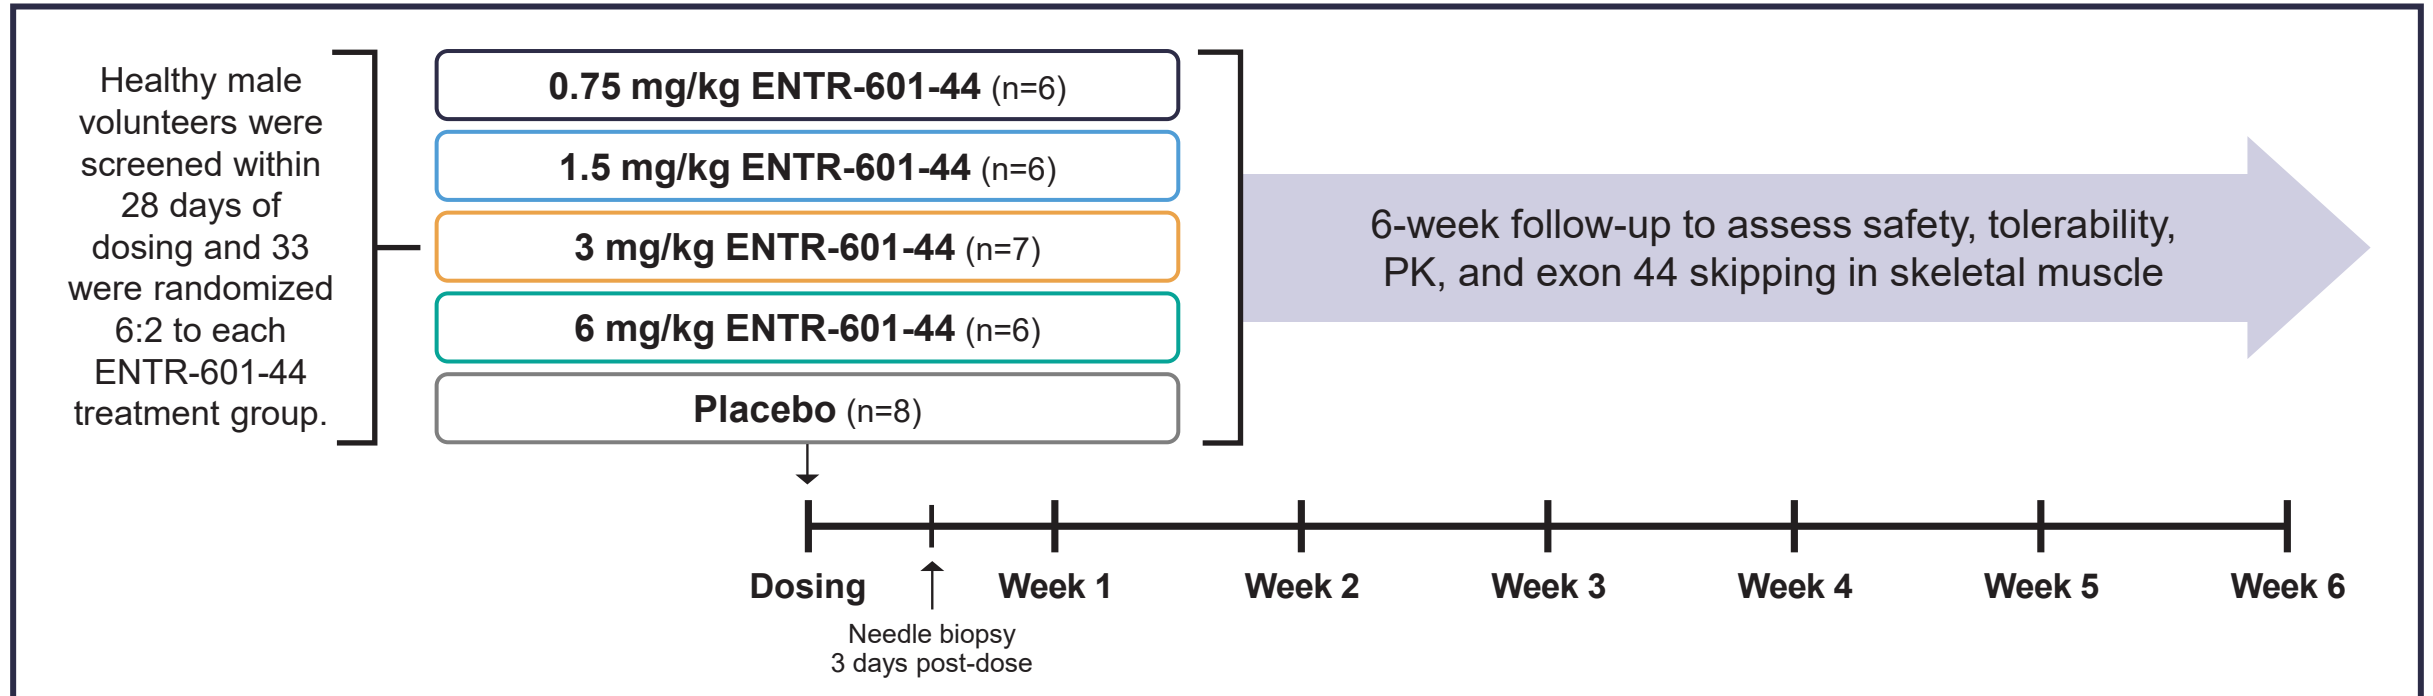 Healthy male
volunteers were
screened within
28 days of
dosing and 33
were randomized
6:2 to each
ENTR-601-44
treatment group.
0.75 mg/kg ENTR-601-44 (n=6)
1.5 mg/kg ENTR-601-44 (n=6)
3 mg/kg ENTR-601-44 (n=7)
6 mg/kg ENTR-601-44 (n=6)
Placebo (n=8)
6-week follow-up to assess safety, tolerability,
PK, and exon 44 skipping in skeletal muscle
Dosing
Week 1
Week 2
Week 3
Week 4
Week 5
Week 6
Needle biopsy
3 days post-dose